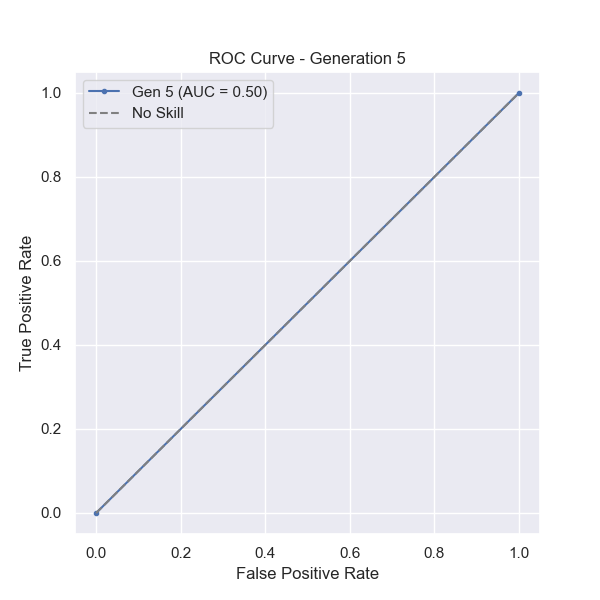 ROC Curve - Generation 5
Gen 5 (AUC = 0.50)
No Skill
True Positive Rate
1.0
0.8
0.6
0.4
0.2
0.0
0.0 0.2 0.4 0.6 0.8 1.0
False Positive Rate